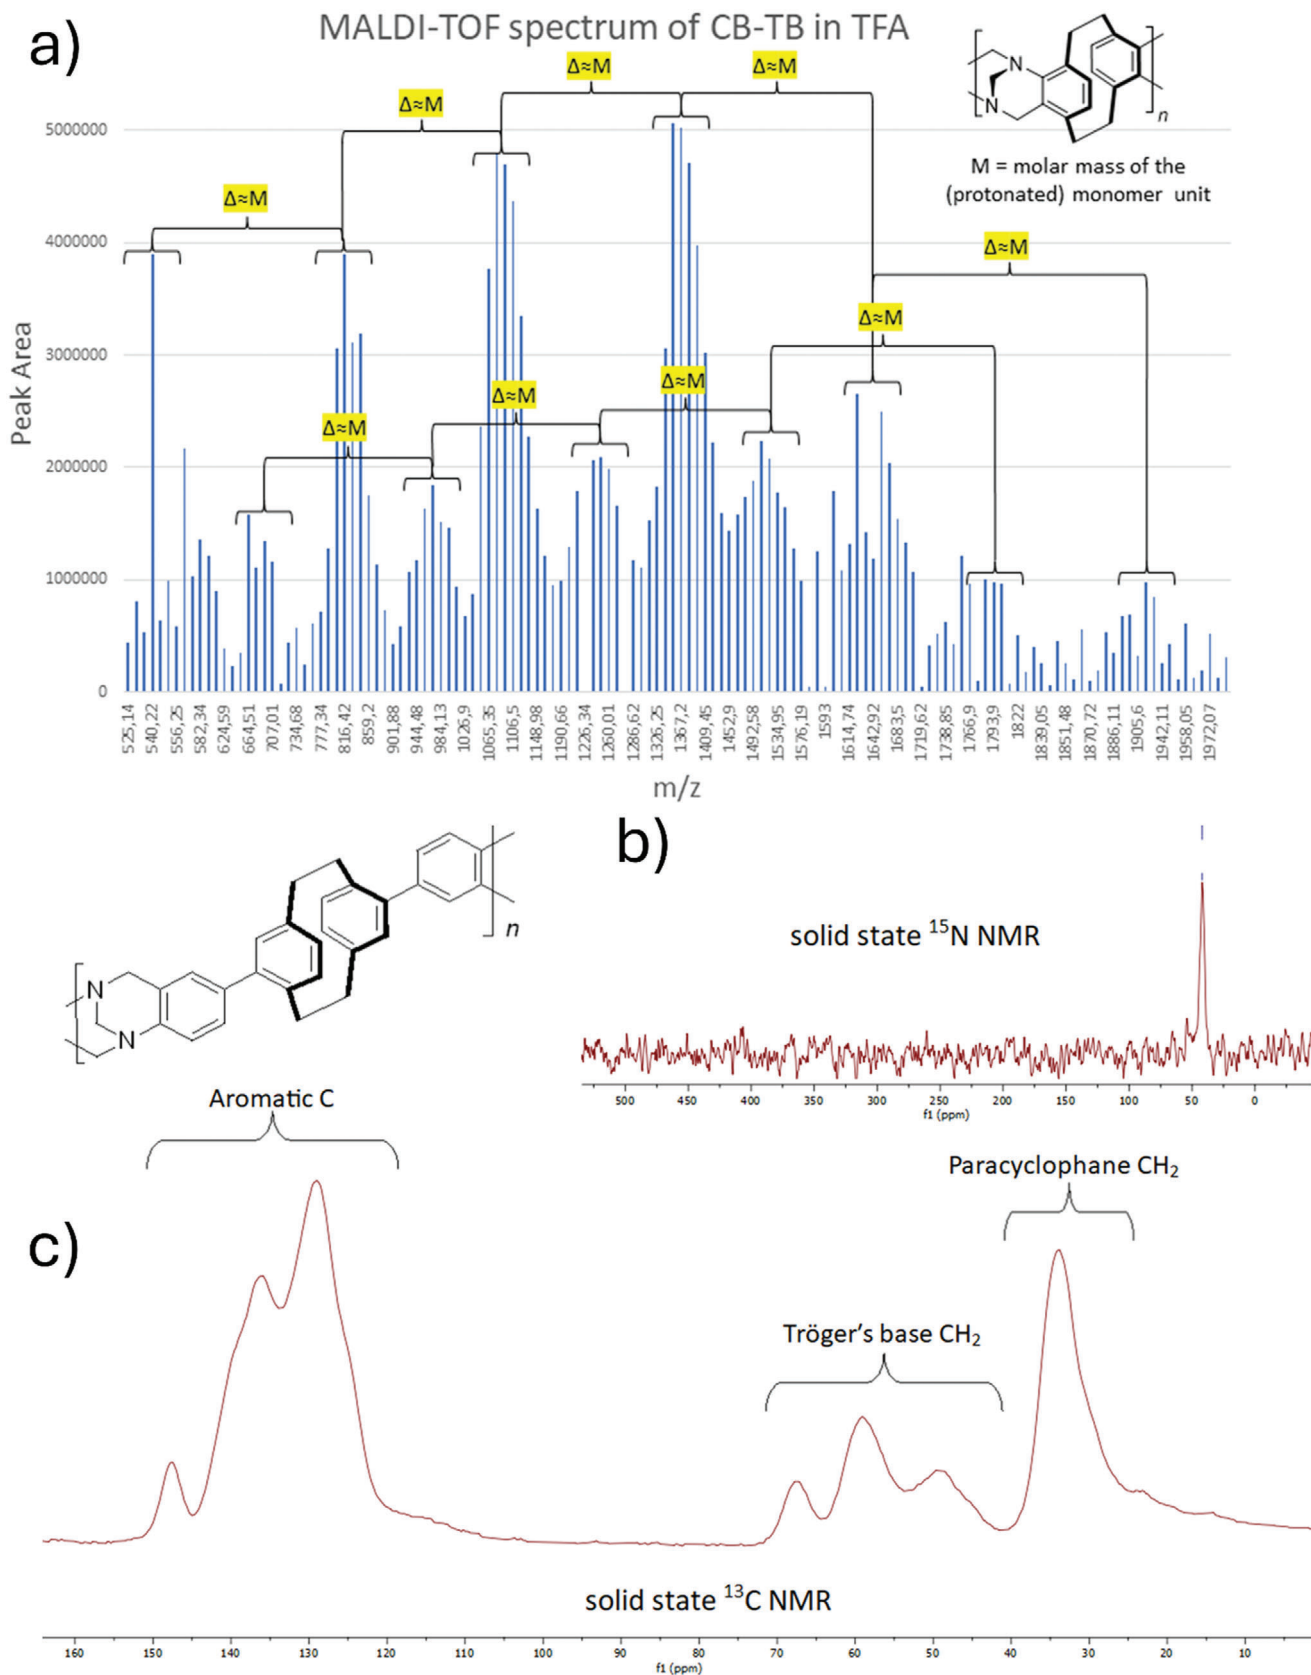 a)
MALDI-TOF spectrum of CB-TB in TFA
Δ≈M
Δ≈M
Δ≈M
Δ≈M
N
N
n
M = molar mass of the
(protonated) monomer unit
Δ≈M
Δ≈M
Δ≈M
Δ≈M
Δ≈M
Peak Area
5000000
4000000
3000000
2000000
1000000
0
525,14 540,22 556,25 582,34 624,59 664,51 707,01 734,68 777,34 816,42 859,2 901,88 944,48 984,13 1026,9 1065,35 1106,5 1148,98 1190,66 1226,34 1260,01 1286,62 1326,25 1367,2 1409,45 1452,9 1492,58 1534,95 1576,19 1593 1614,74 1642,92 1683,5 1719,62 1738,85 1766,9 1793,9 1822 1839,05 1851,48 1870,72 1886,11 1905,6 1942,11 1958,05 1972,07
m/z
N
N
n
b)
solid state ¹⁵N NMR
500 450 400 350 300 250 200 150 100 50 0
f1 (ppm)
c)
Aromatic C
Tröger's base CH₂
Paracyclophane CH₂
solid state ¹³C NMR
160 150 140 130 120 110 100 90 80 70 60 50 40 30 20 10
f1 (ppm)